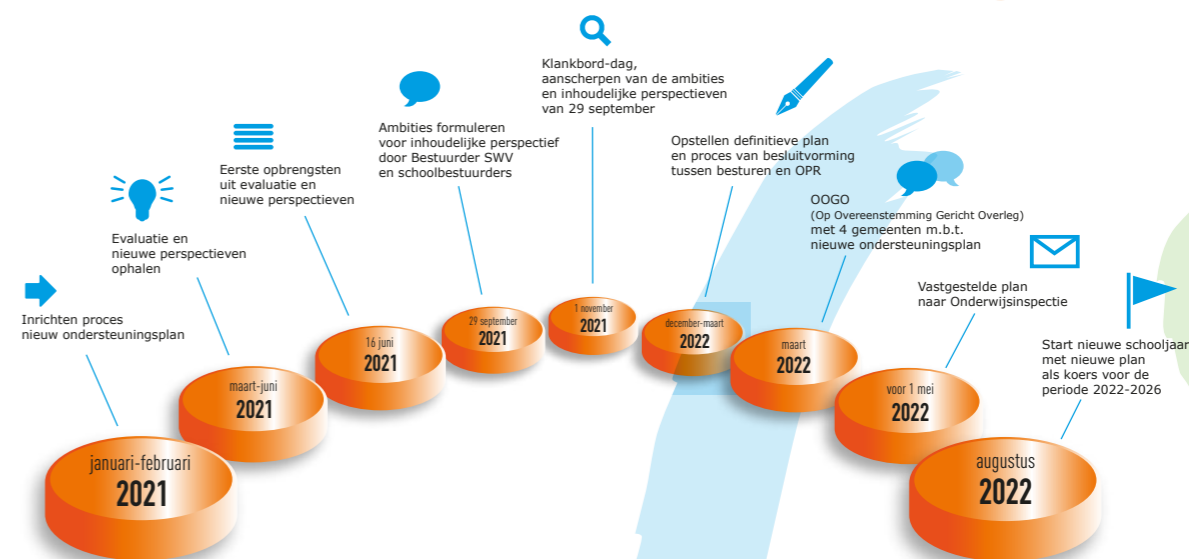 Inrichten proces
nieuw ondersteuningsplan
januari-februari
2021
Evaluatie en
nieuwe perspectieven
ophalen
maart-juni
2021
Eerste opbrengsten
uit evaluatie en
nieuwe perspectieven
16 juni
2021
Ambities formuleren
voor inhoudelijke perspectief
door Bestuurder SWV
en schoolbestuurders
29 september
2021
Klankbord-dag,
aanscherpen van de ambities
en inhoudelijke perspectieven
van 29 september
1 november
2021
Opstellen definitieve plan
en proces van besluitvorming
tussen besturen en OPR
december-maart
2022
OOGO
(Op Overeenstemming Gericht Overleg)
met 4 gemeenten m.b.t.
nieuwe ondersteuningsplan
maart
2022
Vastgestelde plan
naar Onderwijsinspectie
voor 1 mei
2022
Start nieuwe schooljaar
met nieuwe plan
als koers voor de
periode 2022-2026
augustus
2022